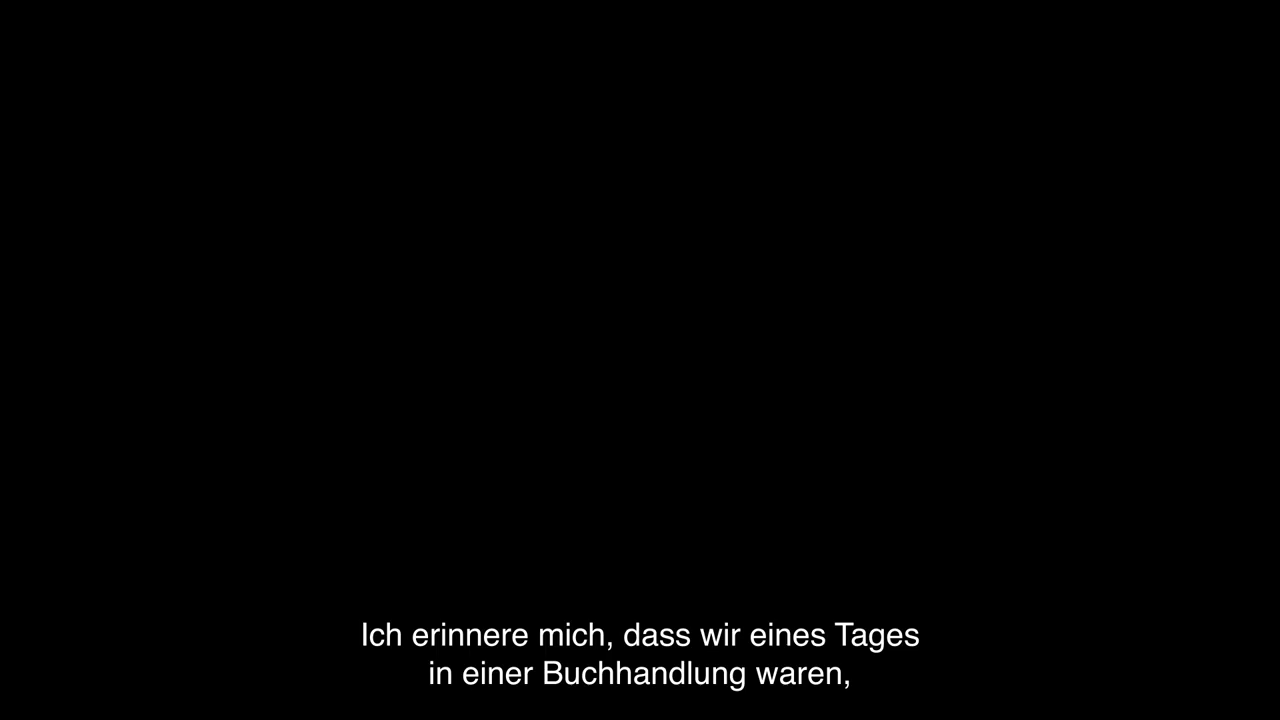 Ich erinnere mich, dass wir eines Tages
in einer Buchhandlung waren,